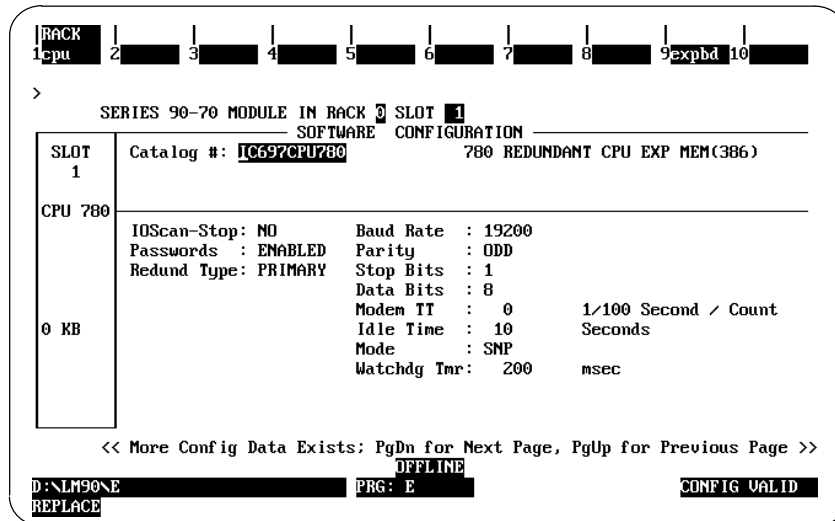 RACK
1cpu 2 3 4 5 6 7 8 9expbd 10
>
SERIES 90-70 MODULE IN RACK 0 SLOT 1
SOFTWARE CONFIGURATION
SLOT Catalog #: IC697CPU780 780 REDUNDANT CPU EXP MEM(386)
1
CPU 780
IOScan-Stop: NO Baud Rate : 19200
Passwords : ENABLED Parity : ODD
Redund Type: PRIMARY Stop Bits : 1
Data Bits : 8
Modem TT : 0 1/100 Second / Count
0 KB Idle Time : 10 Seconds
Mode : SNP
Watchdg Tmr: 200 msec
<< More Config Data Exists; PgDn for Next Page, PgUp for Previous Page >>
OFFLINE
D:\LM90\E PRG: E CONFIG VALID
REPLACE